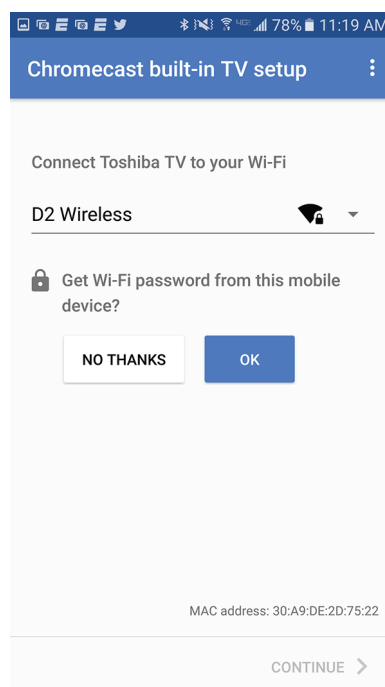 4G 78% 11:19 AM
Chromecast built-in TV setup
Connect Toshiba TV to your Wi-Fi
D2 Wireless
Get Wi-Fi password from this mobile
device?
NO THANKS OK
MAC address: 30:A9:DE:2D:75:22
CONTINUE